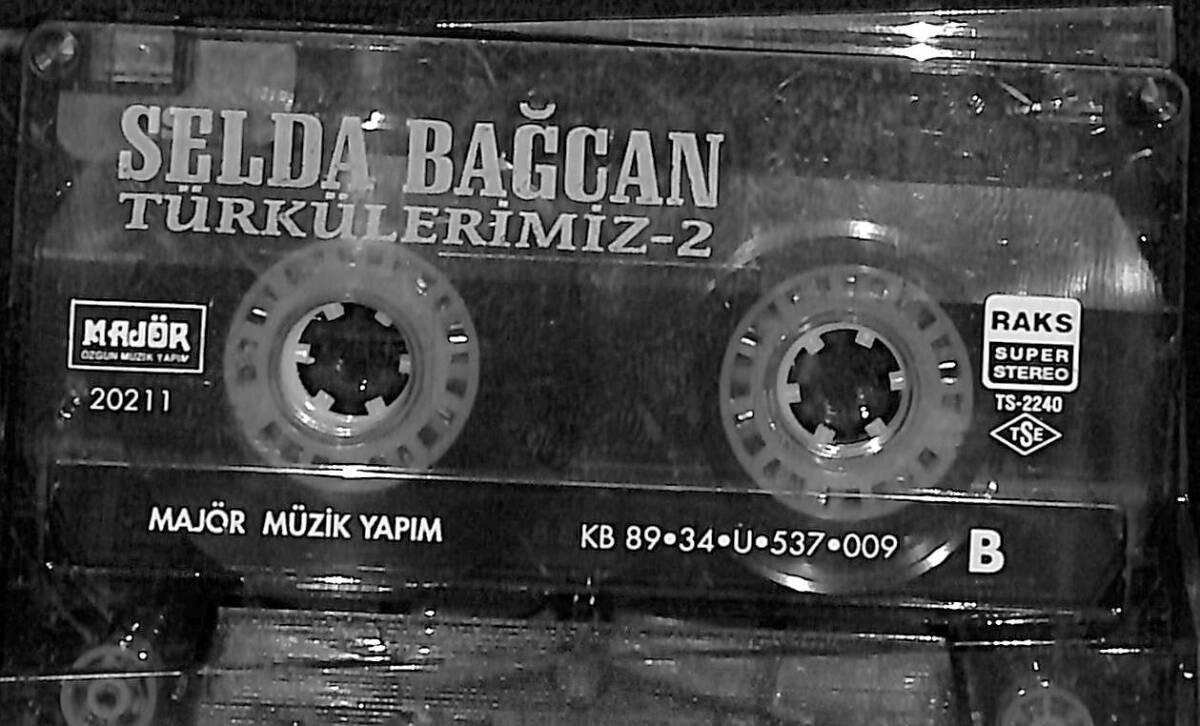 SELDA BAĞCAN
TÜRKÜLERİMİZ-2
MAJÖR
ÖZGÜN MÜZİK YAPIM
20211
RAKS
SUPER
STEREO
TS-2240
TSE
MAJÖR MÜZİK YAPIM
KB 89•34•U•537•009
B